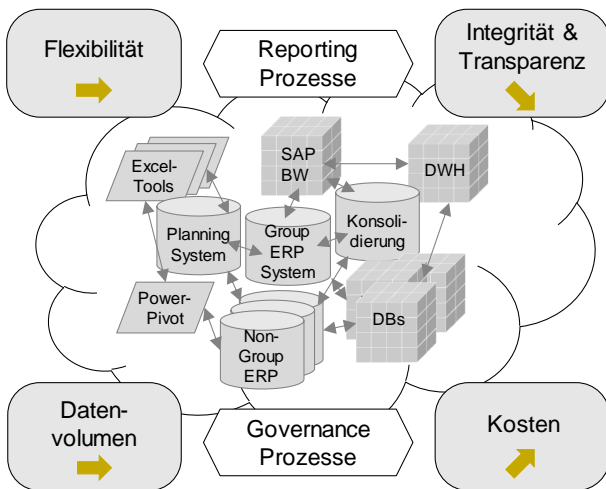 Flexibilität
Reporting
Prozesse
Integrität &
Transparenz
Excel-
Tools
SAP
BW
DWH
Planning
System
Group
ERP
System
Konsoli-
dierung
Power-
Pivot
Non-
Group
ERP
DBs
Daten-
volumen
Governance
Prozesse
Kosten